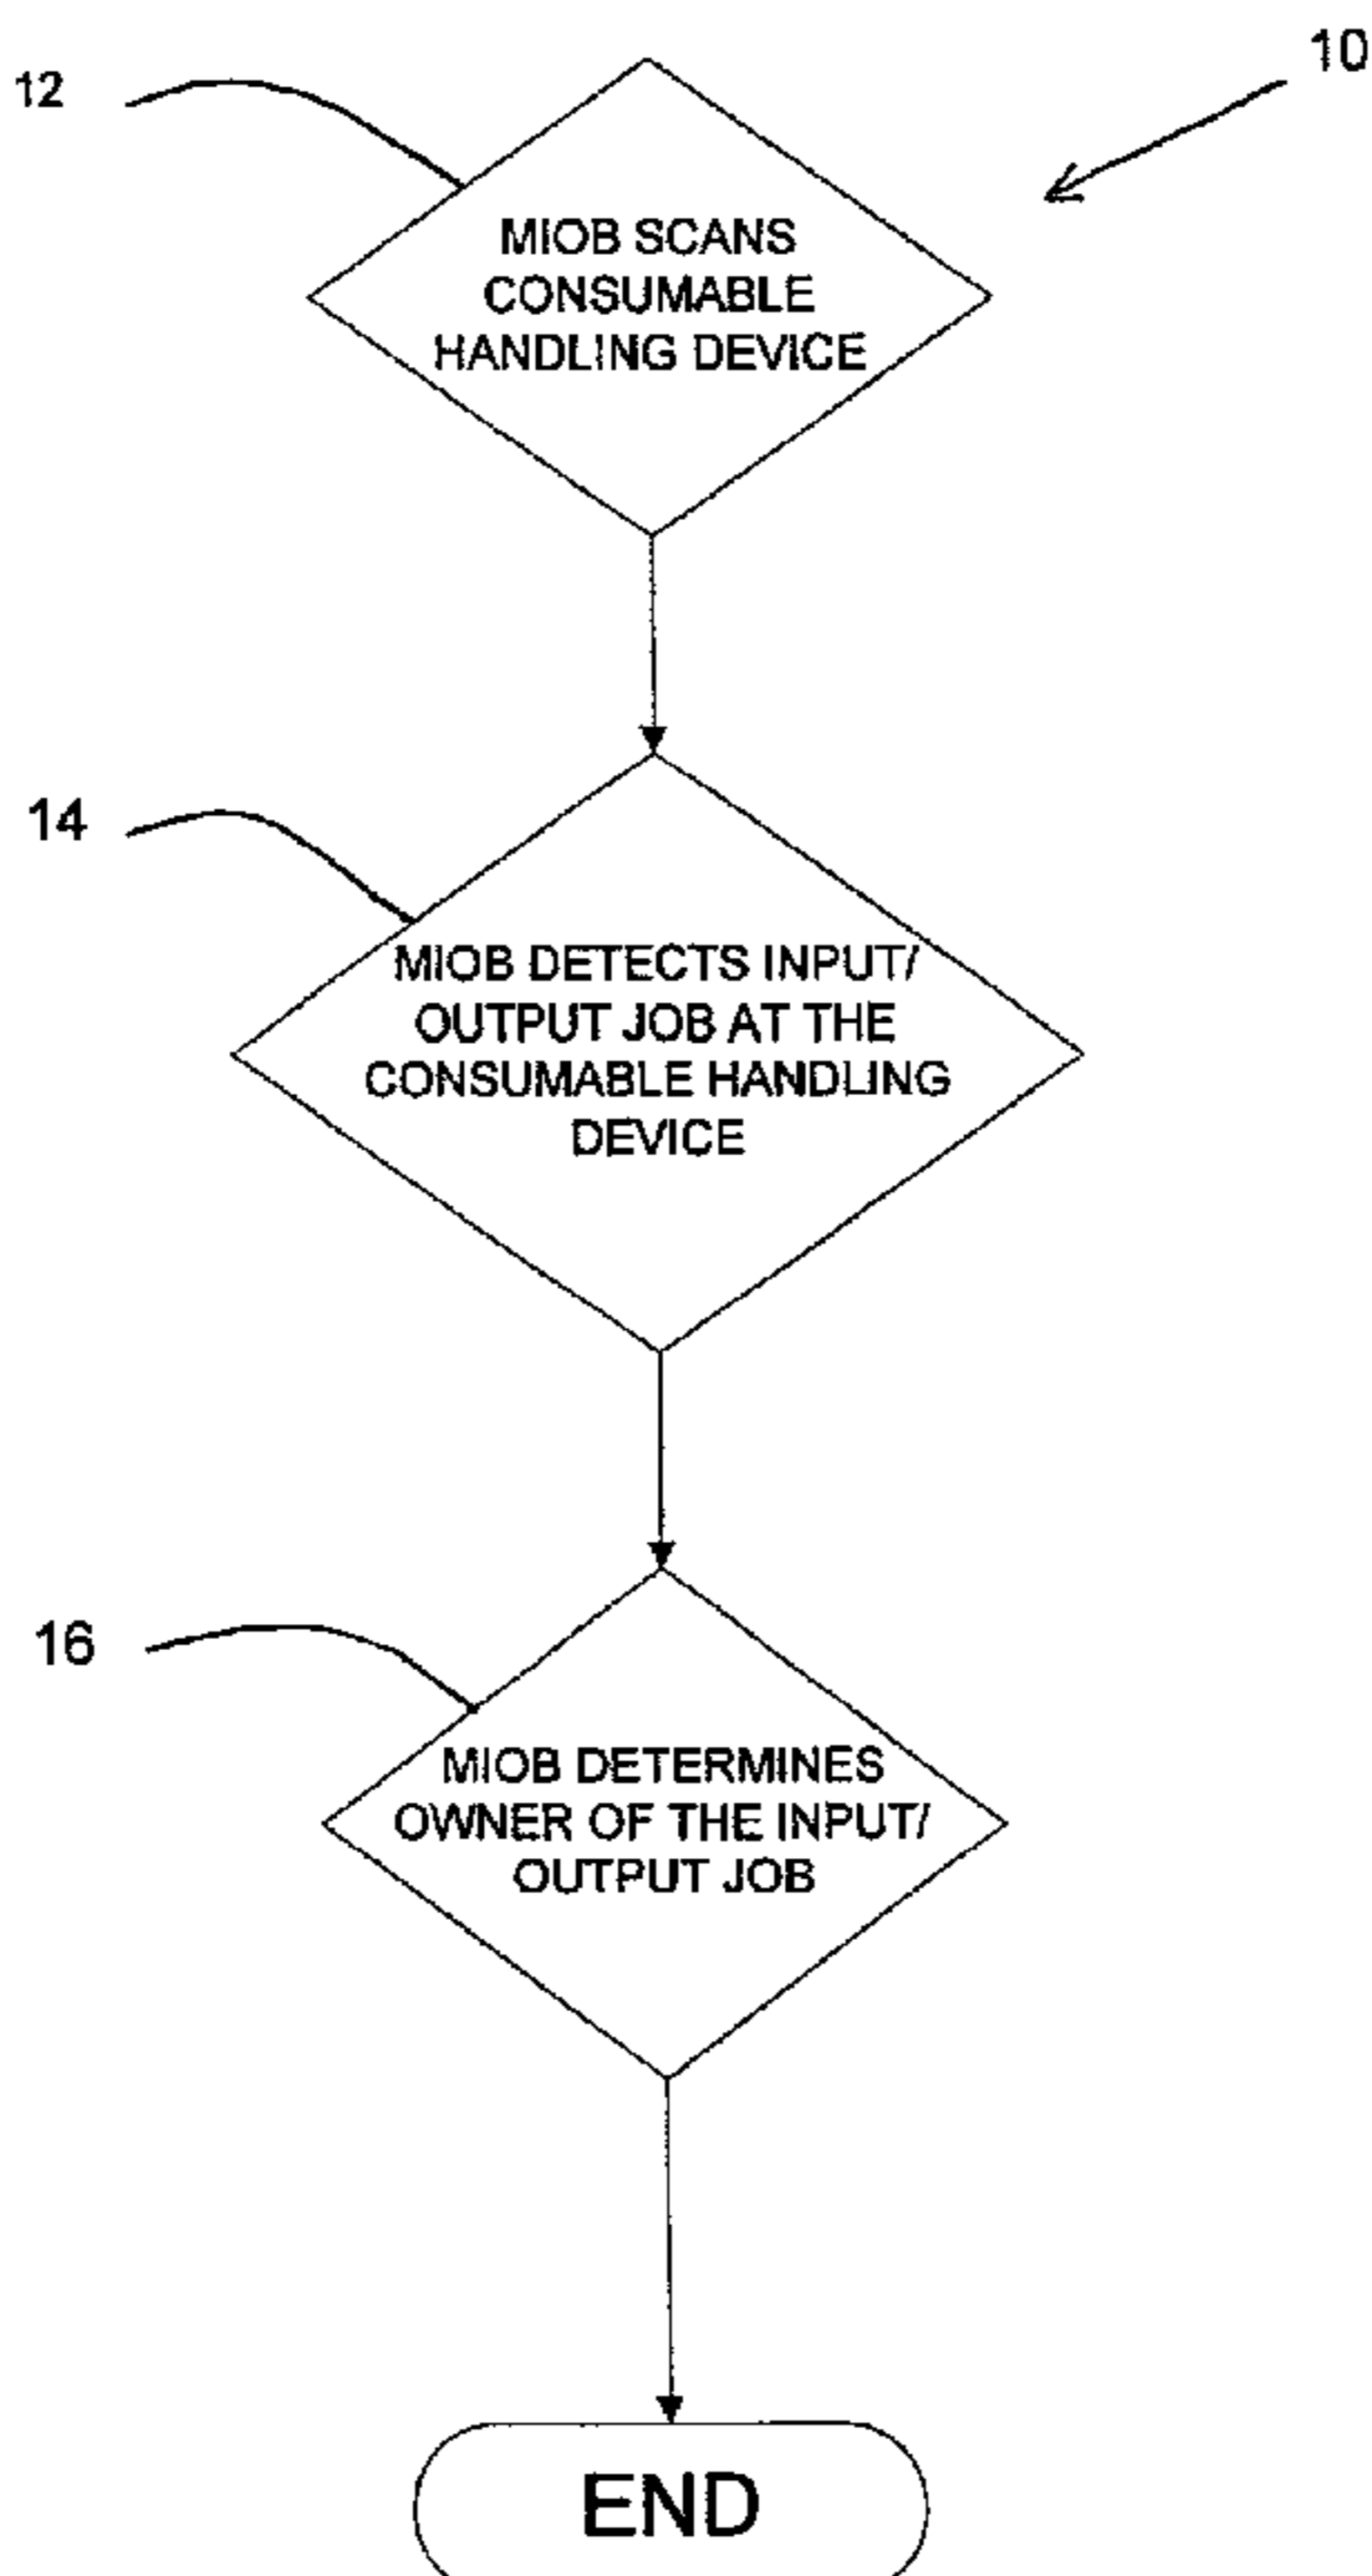 10
12
MIOB SCANS
CONSUMABLE
HANDLING DEVICE
14
MIOB DETECTS INPUT/
OUTPUT JOB AT THE
CONSUMABLE HANDLING
DEVICE
16
MIOB DETERMINES
OWNER OF THE INPUT/
OUTPUT JOB
END